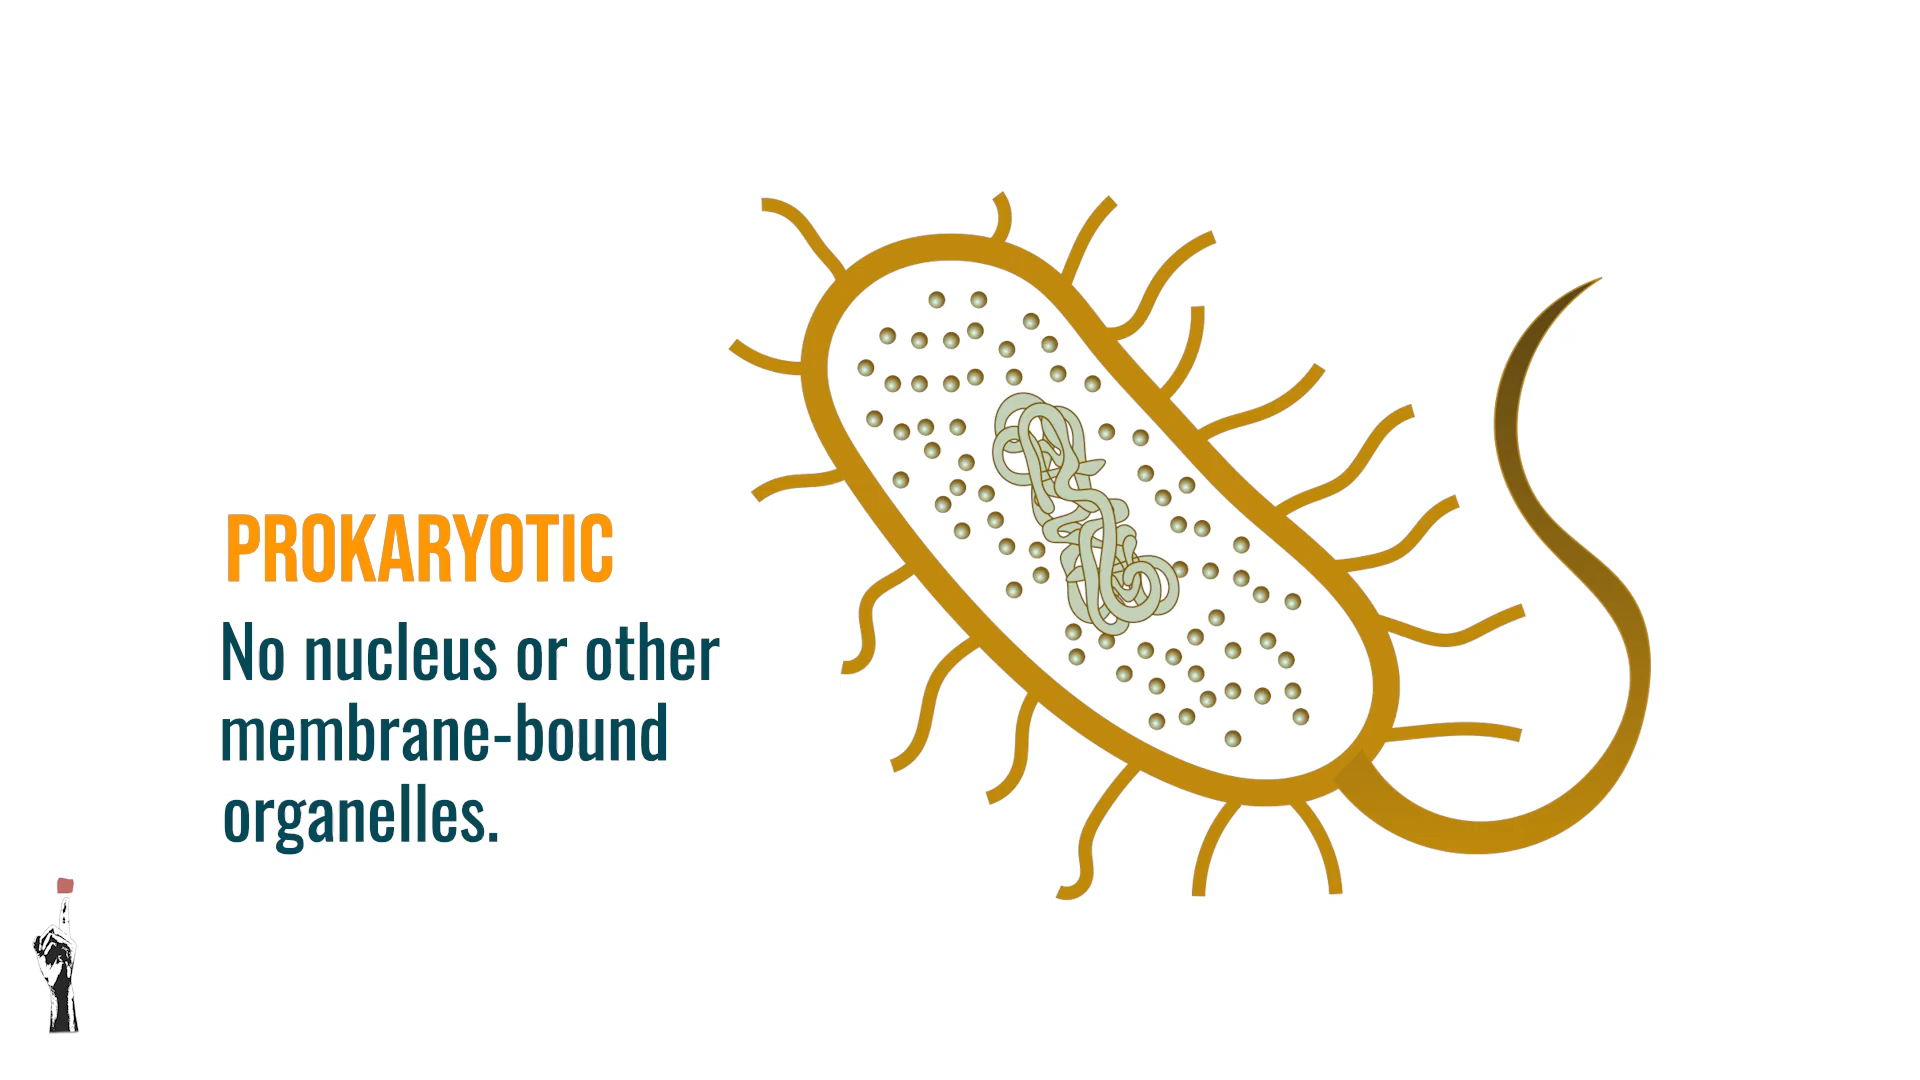 PROKARYOTIC
No nucleus or other
membrane-bound
organelles.